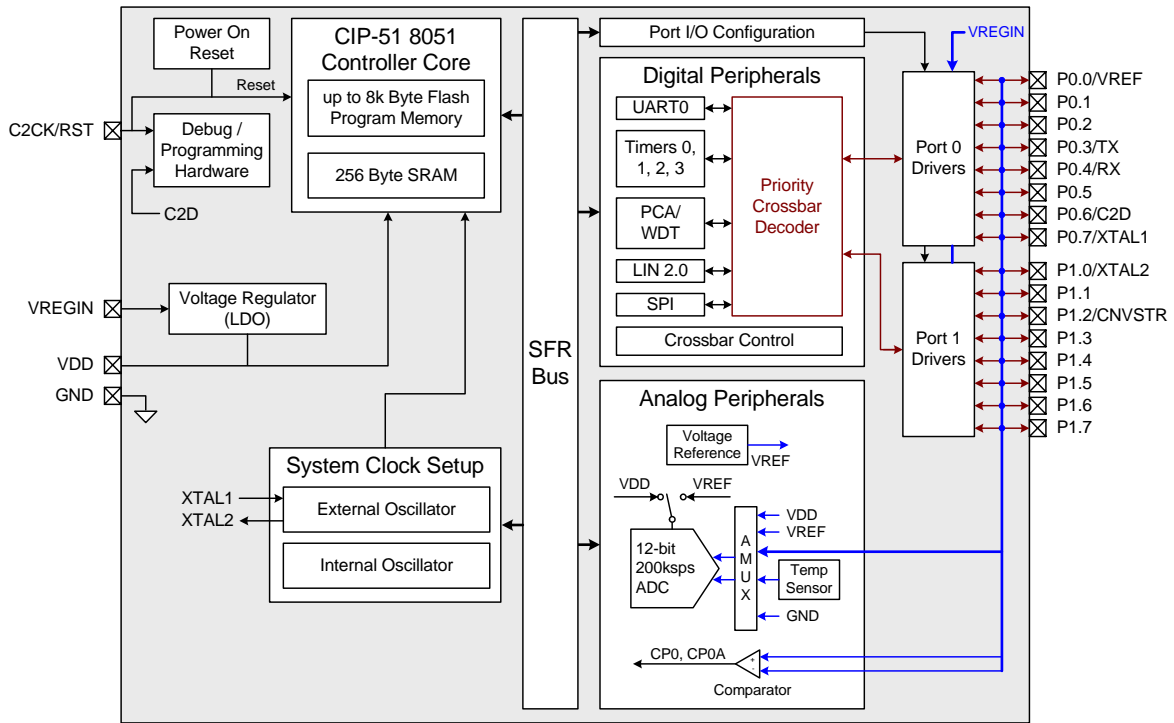 Power On
Reset
Reset
C2CK/RST
Debug /
Programming
Hardware
C2D
CIP-51 8051
Controller Core
up to 8k Byte Flash
Program Memory
256 Byte SRAM
VREGIN
Voltage Regulator
(LDO)
VDD
GND
System Clock Setup
XTAL1
XTAL2
External Oscillator
Internal Oscillator
SFR
Bus
Port I/O Configuration
Digital Peripherals
UART0
Timers 0,
1, 2, 3
PCA/
WDT
LIN 2.0
SPI
Priority
Crossbar
Decoder
Crossbar Control
Analog Peripherals
Voltage
Reference
VREF
VDD
VREF
12-bit
200ksps
ADC
A
M
U
X
VDD
VREF
Temp
Sensor
GND
CP0, CP0A
+
-
Comparator
VREGIN
Port 0
Drivers
Port 1
Drivers
P0.0/VREF
P0.1
P0.2
P0.3/TX
P0.4/RX
P0.5
P0.6/C2D
P0.7/XTAL1
P1.0/XTAL2
P1.1
P1.2/CNVSTR
P1.3
P1.4
P1.5
P1.6
P1.7